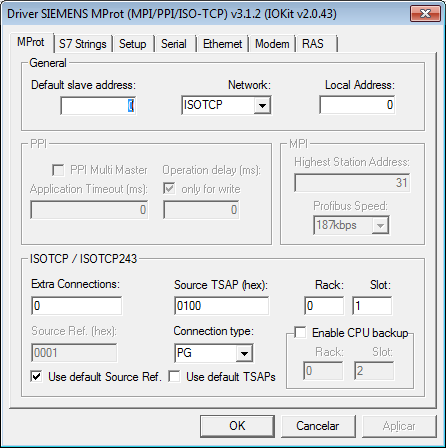 Driver SIEMENS MProt (MPI/PPI/ISO-TCP) v3.1.2 (IOKit v2.0.43)
MProt S7 Strings Setup Serial Ethernet Modem RAS
General
Default slave address: Network: Local Address:
0 ISOTCP 0
PPI MPI
PPI Multi Master Operation delay (ms): Highest Station Address:
Application Timeout (ms): only for write 31
0 0 Profibus Speed:
187kbps
ISOTCP / ISOTCP243
Extra Connections: Source TSAP (hex): Rack: Slot:
0 0100 0 1
Source Ref. (hex): Connection type: Enable CPU backup
0001 PG Rack: Slot:
Use default Source Ref. Use default TSAPs 0 2
OK Cancelar Aplicar